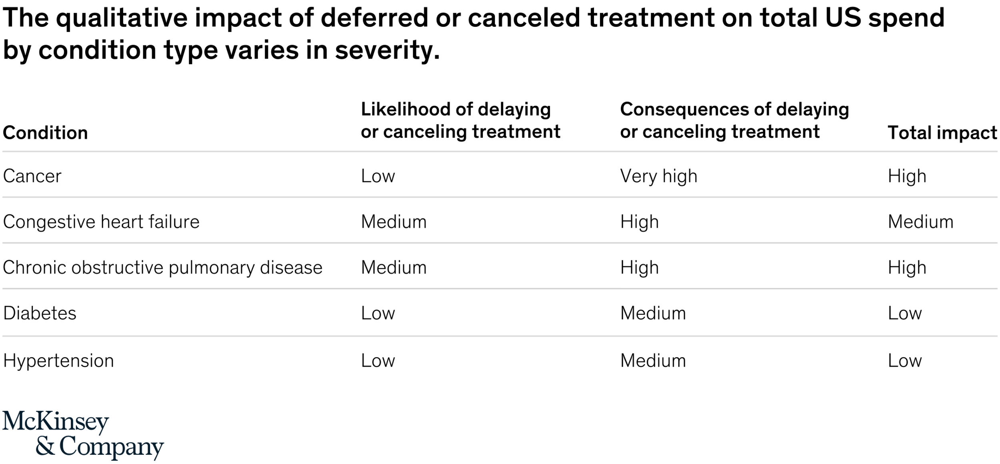 The qualitative impact of deferred or canceled treatment on total US spend
by condition type varies in severity.
Condition
Likelihood of delaying
or canceling treatment
Consequences of delaying
or canceling treatment
Total impact
Cancer Low Very high High
Congestive heart failure Medium High Medium
Chronic obstructive pulmonary disease Medium High High
Diabetes Low Medium Low
Hypertension Low Medium Low
McKinsey
& Company